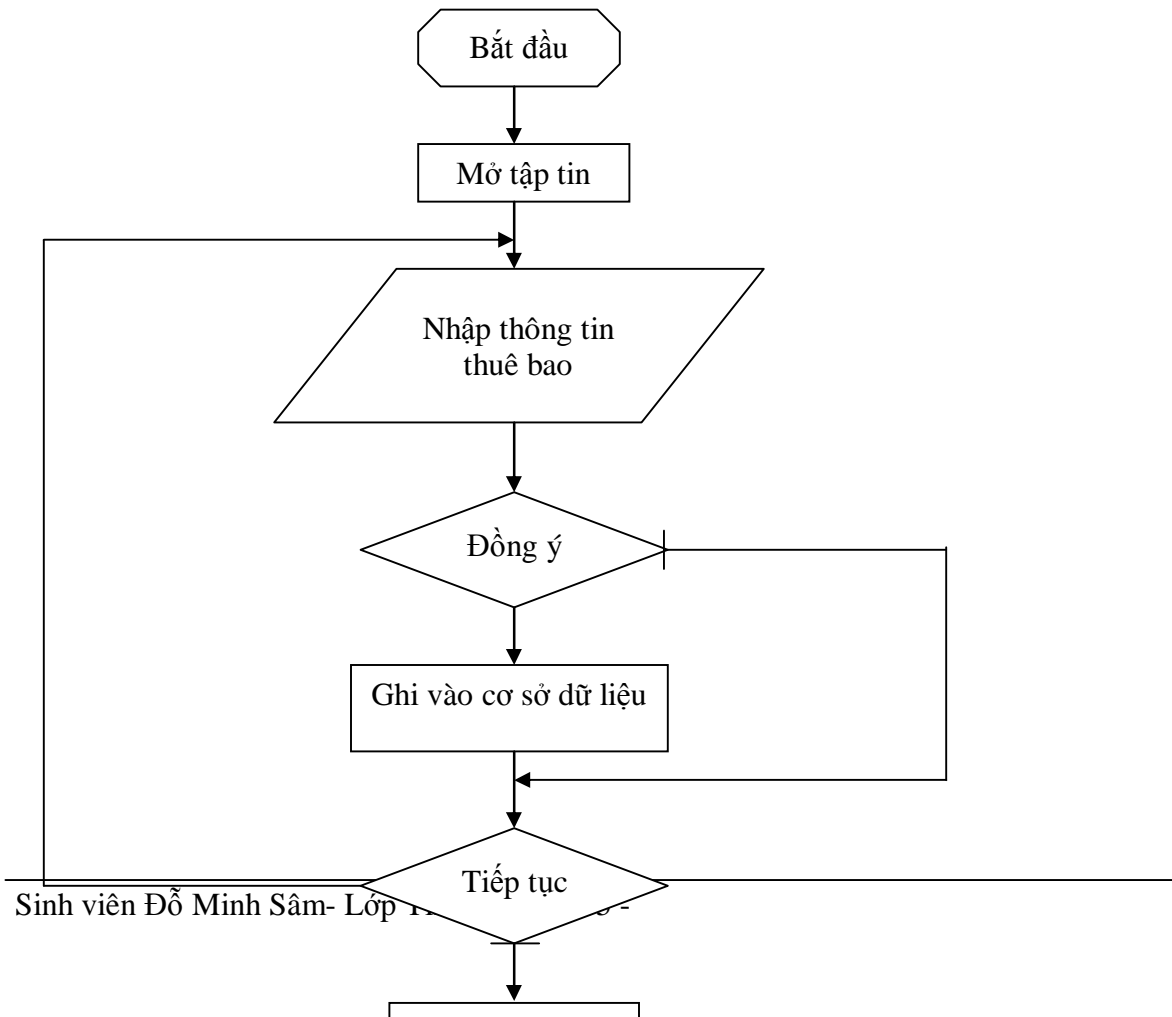 Bắt đầu
Mở tập tin
Nhập thông tin
thuê bao
Đồng ý
Ghi vào cơ sở dữ liệu
Tiếp tục
Sinh viên Đỗ Minh Sâm- Lớp -